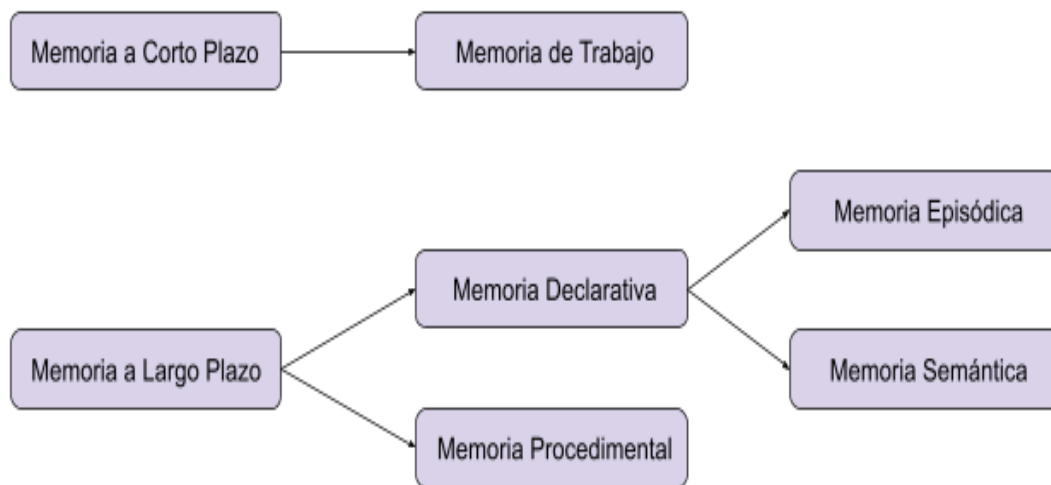 Memoria a Corto Plazo
Memoria de Trabajo
Memoria Episódica
Memoria Declarativa
Memoria a Largo Plazo
Memoria Semántica
Memoria Procedimental